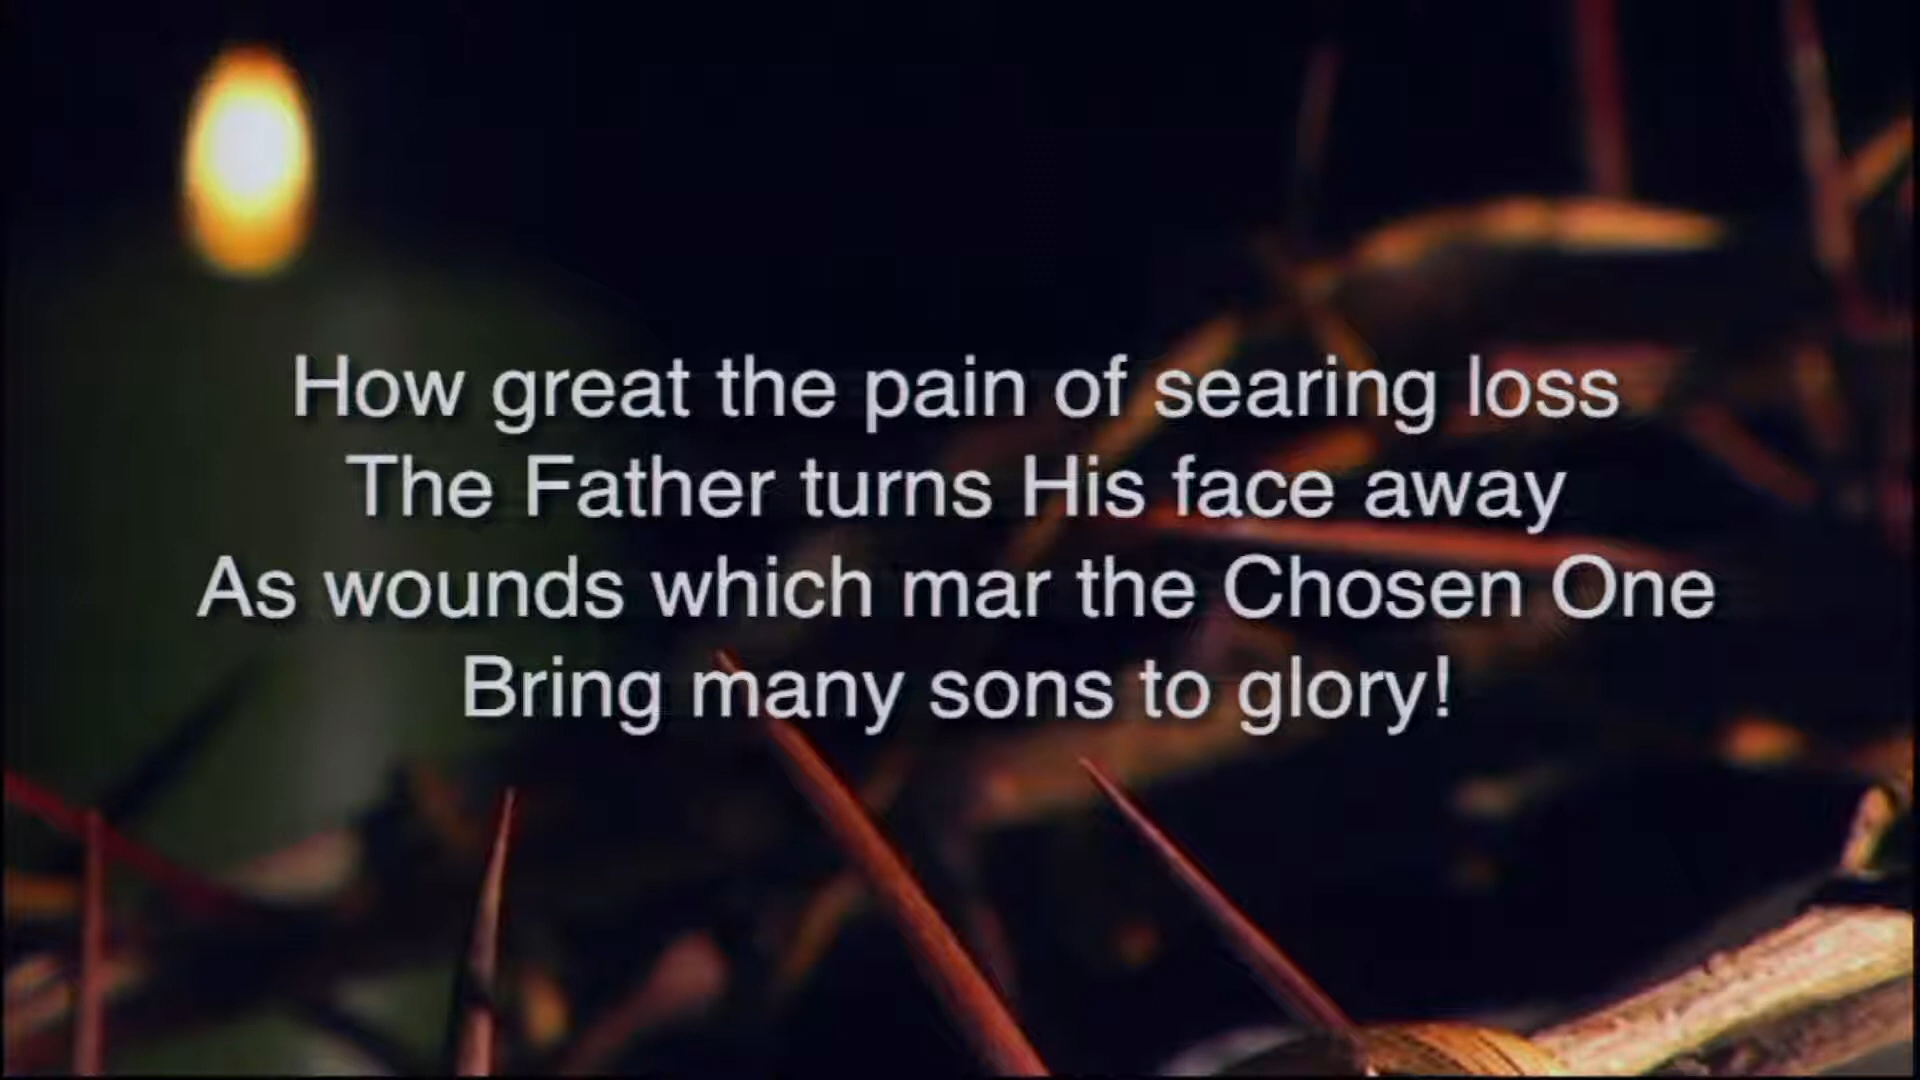 How great the pain of searing loss
The Father turns His face away
As wounds which mar the Chosen One
Bring many sons to glory!